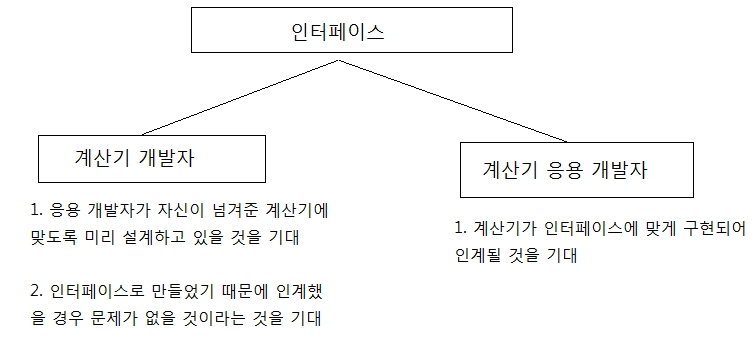 인터페이스
계산기 개발자
1. 응용 개발자가 자신이 넘겨준 계산기에
맞도록 미리 설계하고 있을 것을 기대
2. 인터페이스로 만들었기 때문에 인계했
을 경우 문제가 없을 것이라는 것을 기대
계산기 응용 개발자
1. 계산기가 인터페이스에 맞게 구현되어
인계될 것을 기대